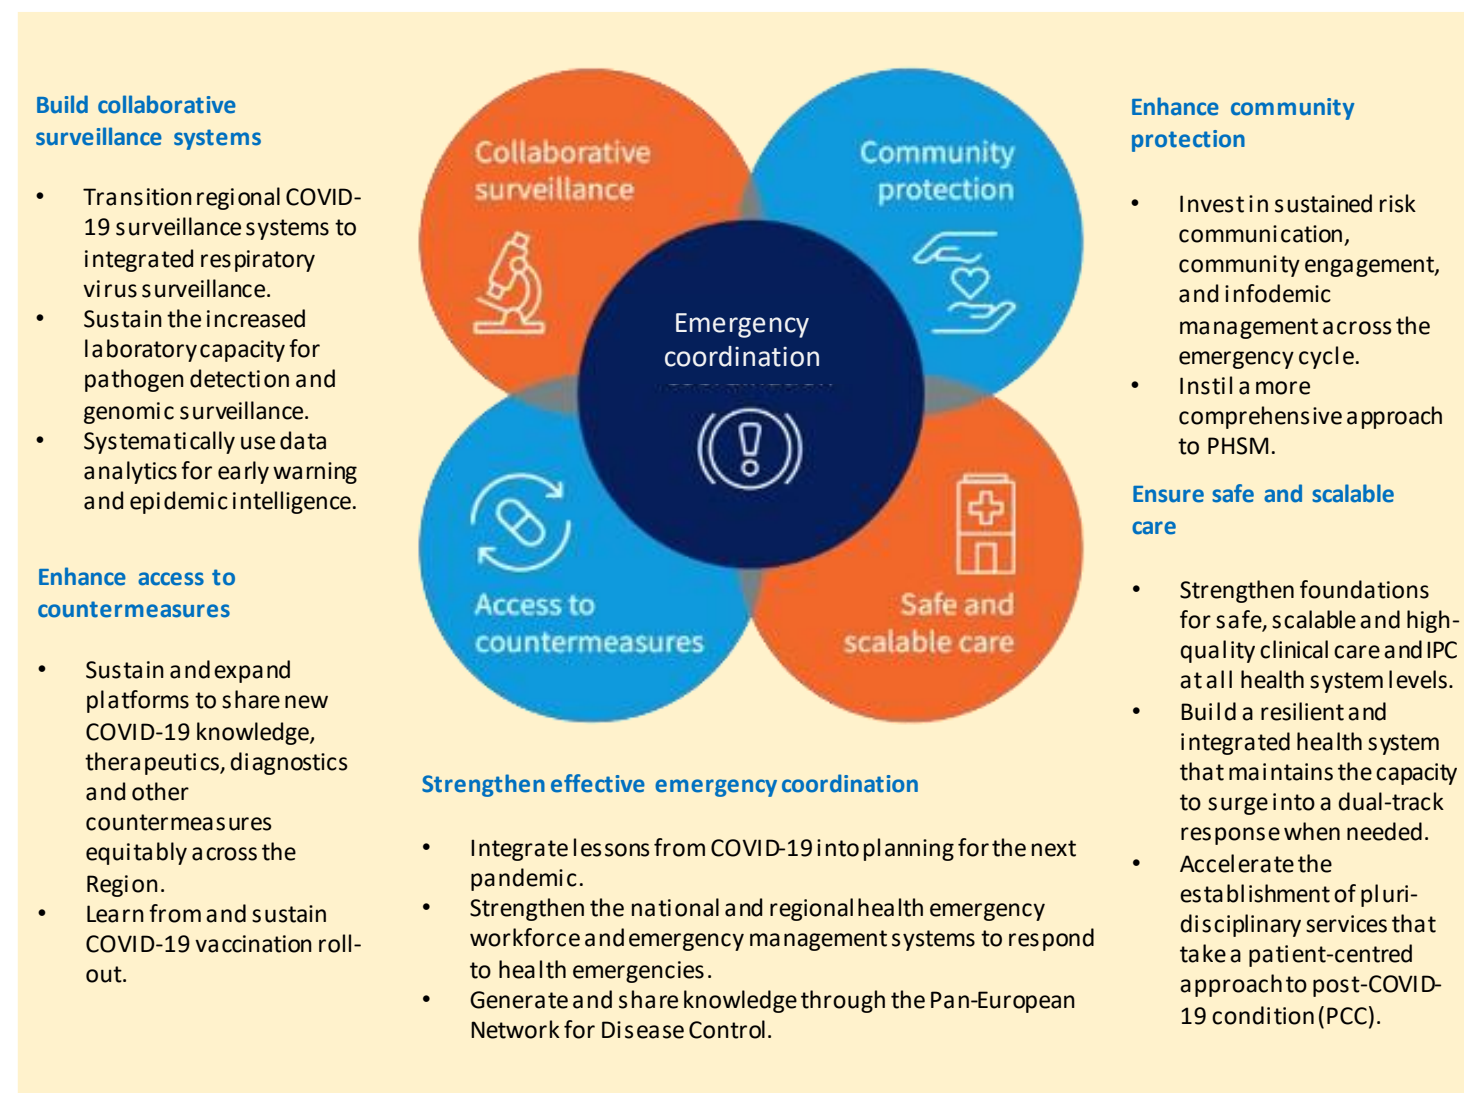 Build collaborative
surveillance systems
• Transition regional COVID-
19 surveillance systems to
integrated respiratory
virus surveillance.
• Sustain the increased
laboratory capacity for
pathogen detection and
genomic surveillance.
• Systematically use data
analytics for early warning
and epidemic intelligence.
Enhance access to
countermeasures
• Sustain and expand
platforms to share new
COVID-19 knowledge,
therapeutics, diagnostics
and other
countermeasures
equitably across the
Region.
• Learn from and sustain
COVID-19 vaccination roll-
out.
Collaborative
surveillance
Community
protection
Emergency
coordination
Access to
countermeasures
Safe and
scalable care
Strengthen effective emergency coordination
• Integrate lessons from COVID-19 into planning for the next
pandemic.
• Strengthen the national and regional health emergency
workforce and emergency management systems to respond
to health emergencies.
• Generate and share knowledge through the Pan-European
Network for Disease Control.
Enhance community
protection
• Invest in sustained risk
communication,
community engagement,
and infodemic
management across the
emergency cycle.
• Instil a more
comprehensive approach
to PHSM.
Ensure safe and scalable
care
• Strengthen foundations
for safe, scalable and high-
quality clinical care and IPC
at all health system levels.
• Build a resilient and
integrated health system
that maintains the capacity
to surge into a dual-track
response when needed.
• Accelerate the
establishment of pluri-
disciplinary services that
take a patient-centred
approach to post-COVID-
19 condition (PCC).